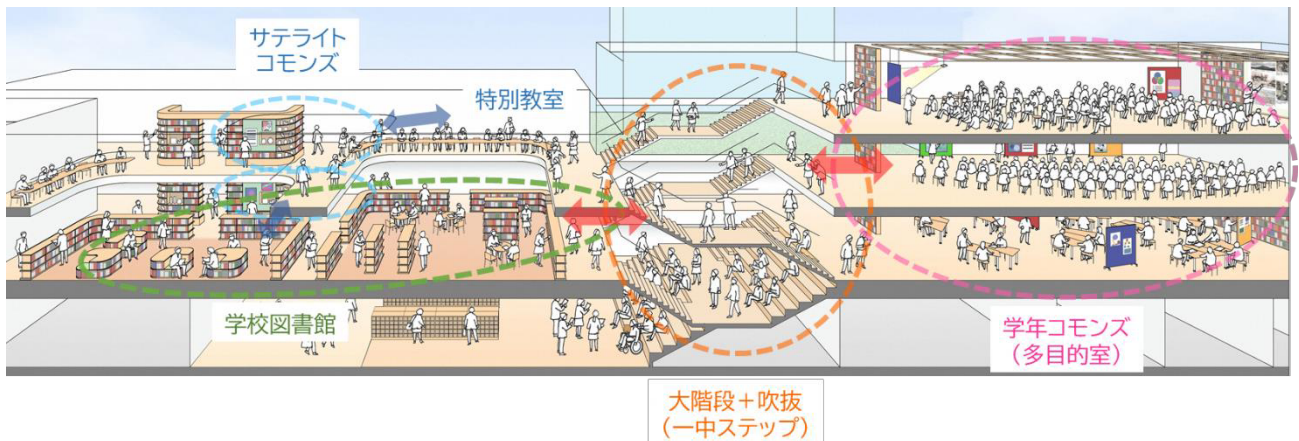 サテライト
コモンズ
特別教室
学校図書館
学年コモンズ
（多目的室）
大階段＋吹抜
（一中ステップ）